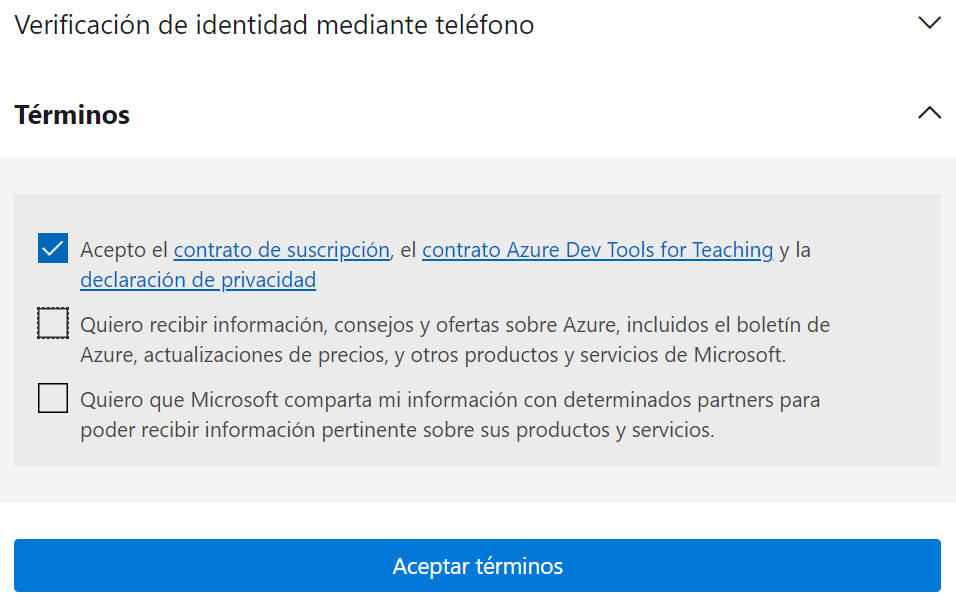 Verificación de identidad mediante teléfono
Términos
Acepto el contrato de suscripción, el contrato Azure Dev Tools for Teaching y la
declaración de privacidad
Quiero recibir información, consejos y ofertas sobre Azure, incluidos el boletín de
Azure, actualizaciones de precios, y otros productos y servicios de Microsoft.
Quiero que Microsoft comparta mi información con determinados partners para
poder recibir información pertinente sobre sus productos y servicios.
Aceptar términos